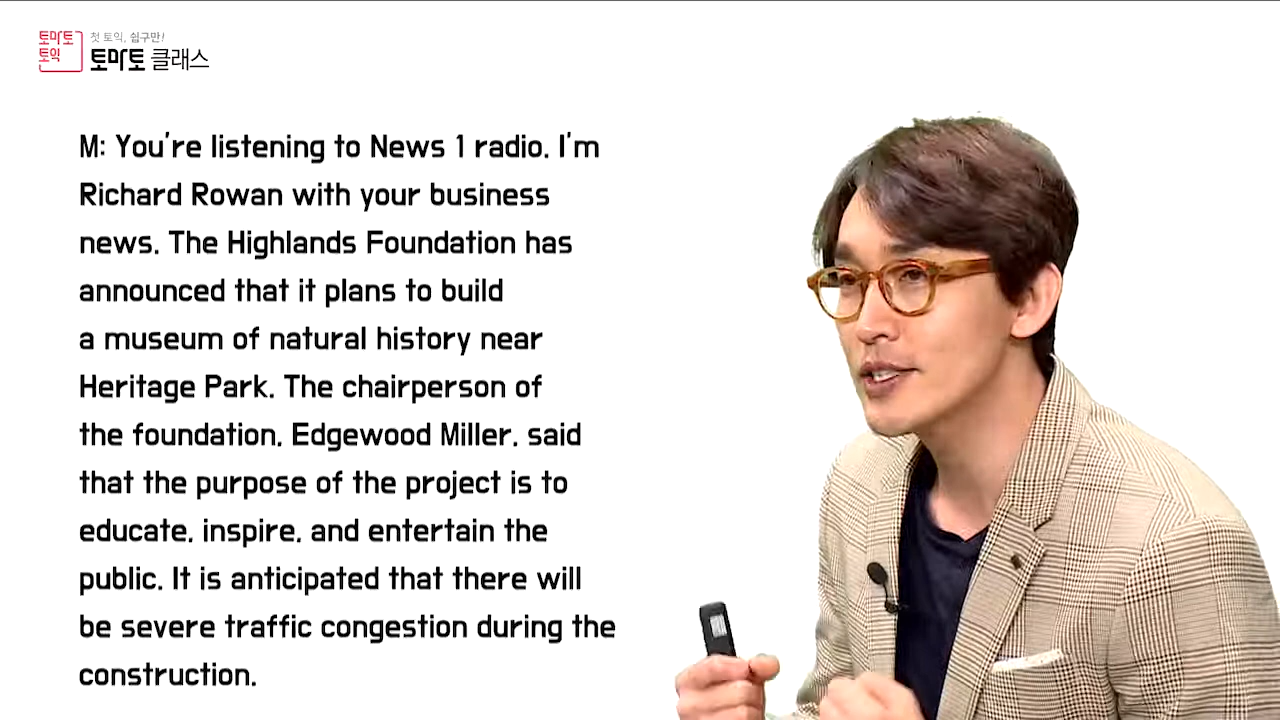 토마토
토익
첫 토익, 쉽구만!
토마토 클래스
M: You're listening to News 1 radio. I'm
Richard Rowan with your business
news. The Highlands Foundation has
announced that it plans to build
a museum of natural history near
Heritage Park. The chairperson of
the foundation, Edgewood Miller, said
that the purpose of the project is to
educate, inspire, and entertain the
public. It is anticipated that there will
be severe traffic congestion during the
construction.